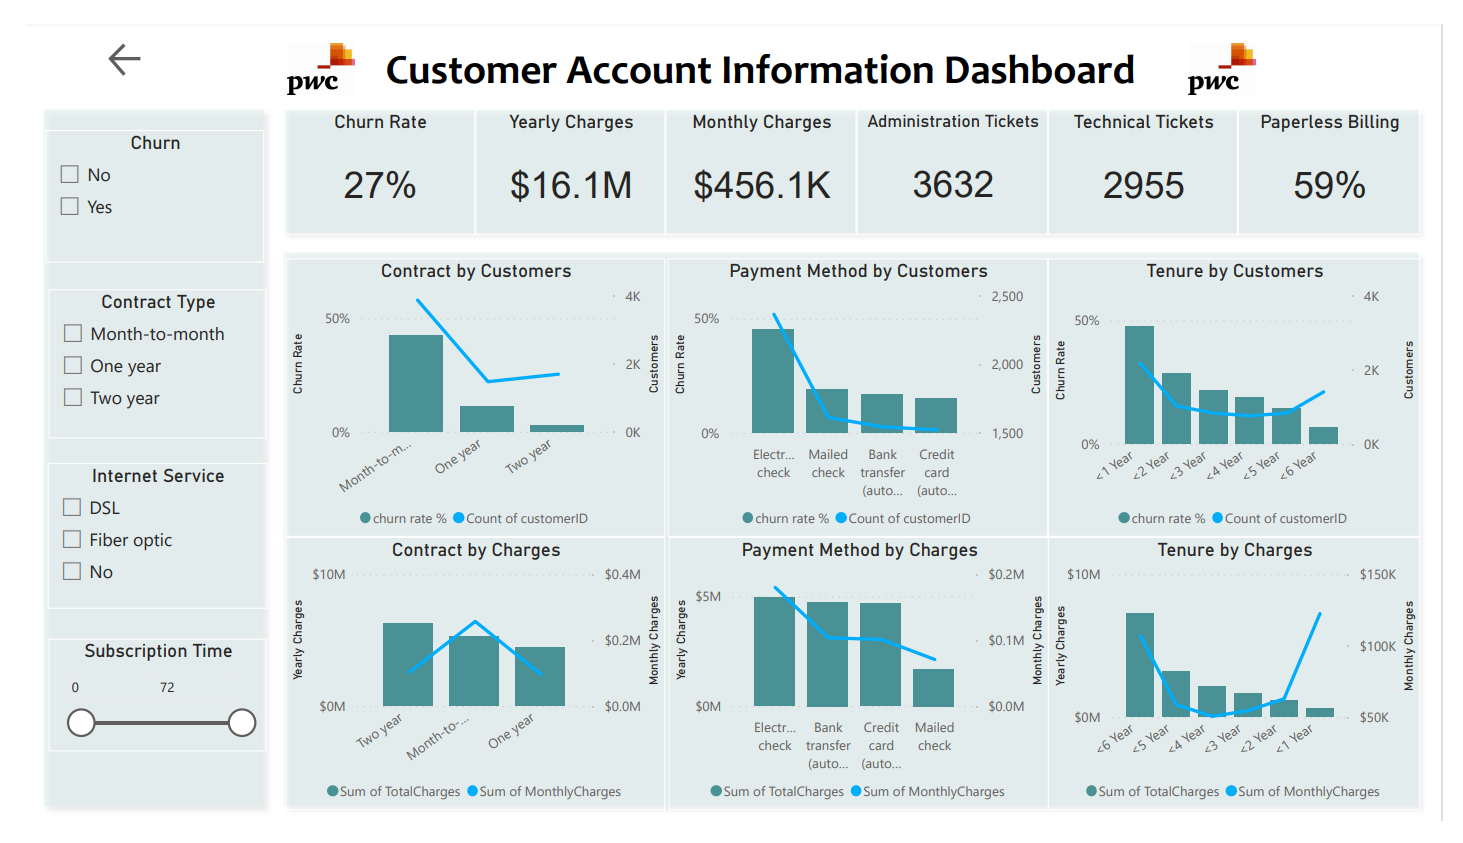 pwc
Customer Account Information Dashboard
pwc
Churn
No
Yes
Contract Type
Month-to-month
One year
Two year
Internet Service
DSL
Fiber optic
No
Subscription Time
0 72
Churn Rate
27%
Yearly Charges
$16.1M
Monthly Charges
$456.1K
Administration Tickets
3632
Technical Tickets
2955
Paperless Billing
59%
Contract by Customers
Churn Rate
50%
0%
4K
2K
0K
Customers
Month-to-m...
One year
Two year
churn rate % Count of customerID
Payment Method by Customers
Churn Rate
50%
0%
2,500
2,000
1,500
Customers
Electr...
check
Mailed
check
Bank
transfer
(auto...
Credit
card
(auto...
churn rate % Count of customerID
Tenure by Customers
Churn Rate
50%
0%
4K
2K
0K
Customers
<1 Year
<2 Year
<3 Year
<4 Year
<5 Year
<6 Year
churn rate % Count of customerID
Contract by Charges
Yearly Charges
$10M
$0M
$0.4M
$0.2M
$0.0M
Monthly Charges
Two year
Month-to-...
One year
Sum of TotalCharges Sum of MonthlyCharges
Payment Method by Charges
Yearly Charges
$5M
$0M
$0.2M
$0.1M
$0.0M
Monthly Charges
Electr...
check
Bank
transfer
(auto...
Credit
card
(auto...
Mailed
check
Sum of TotalCharges Sum of MonthlyCharges
Tenure by Charges
Yearly Charges
$10M
$0M
$150K
$100K
$50K
Monthly Charges
<6 Year
<5 Year
<4 Year
<3 Year
<2 Year
<1 Year
Sum of TotalCharges Sum of MonthlyCharges